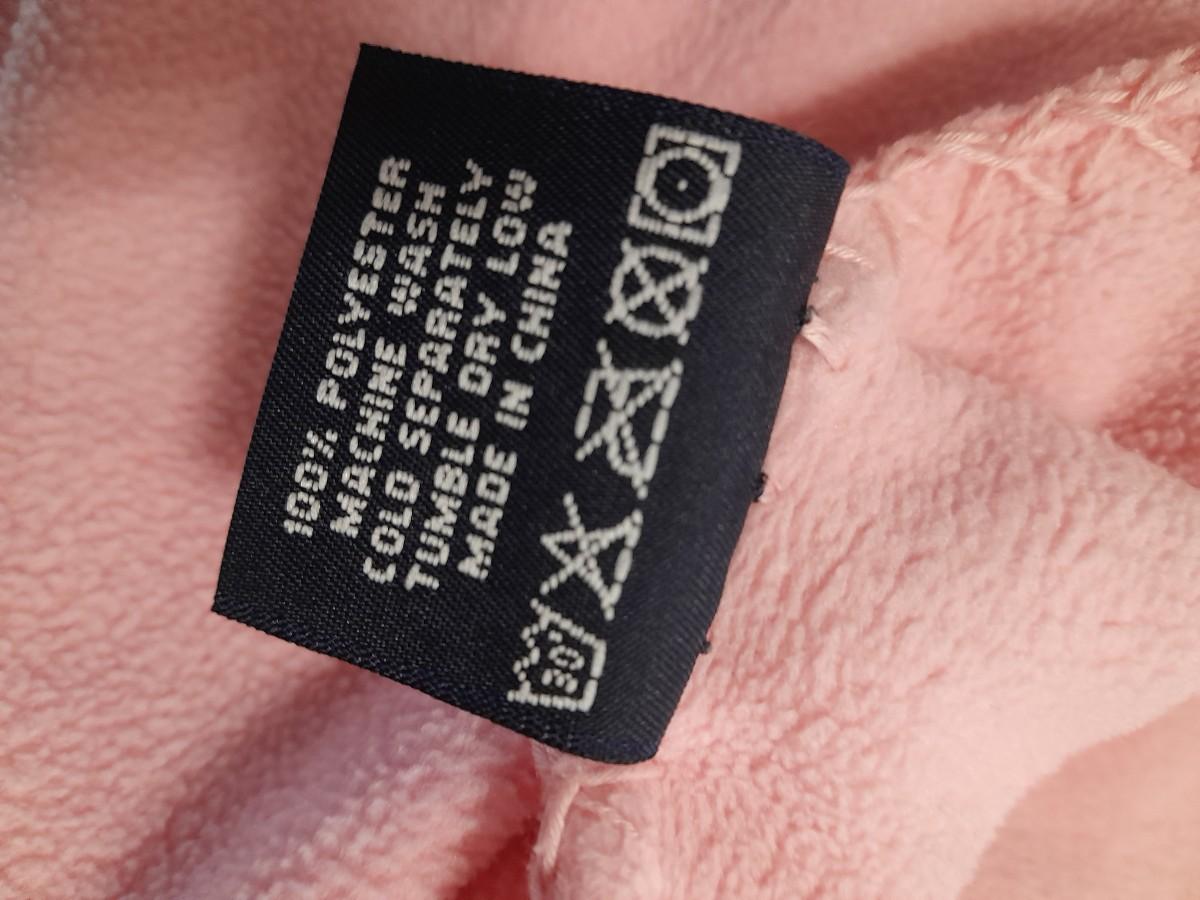 100% POLYESTER
MACHINE WASH
COLD SEPARATELY
TUMBLE DRY LOW
MADE IN CHINA
30